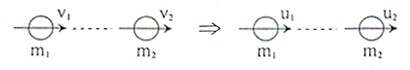 v₁ v₂ ⇒ u₁ u₂
m₁ m₂ m₁ m₂